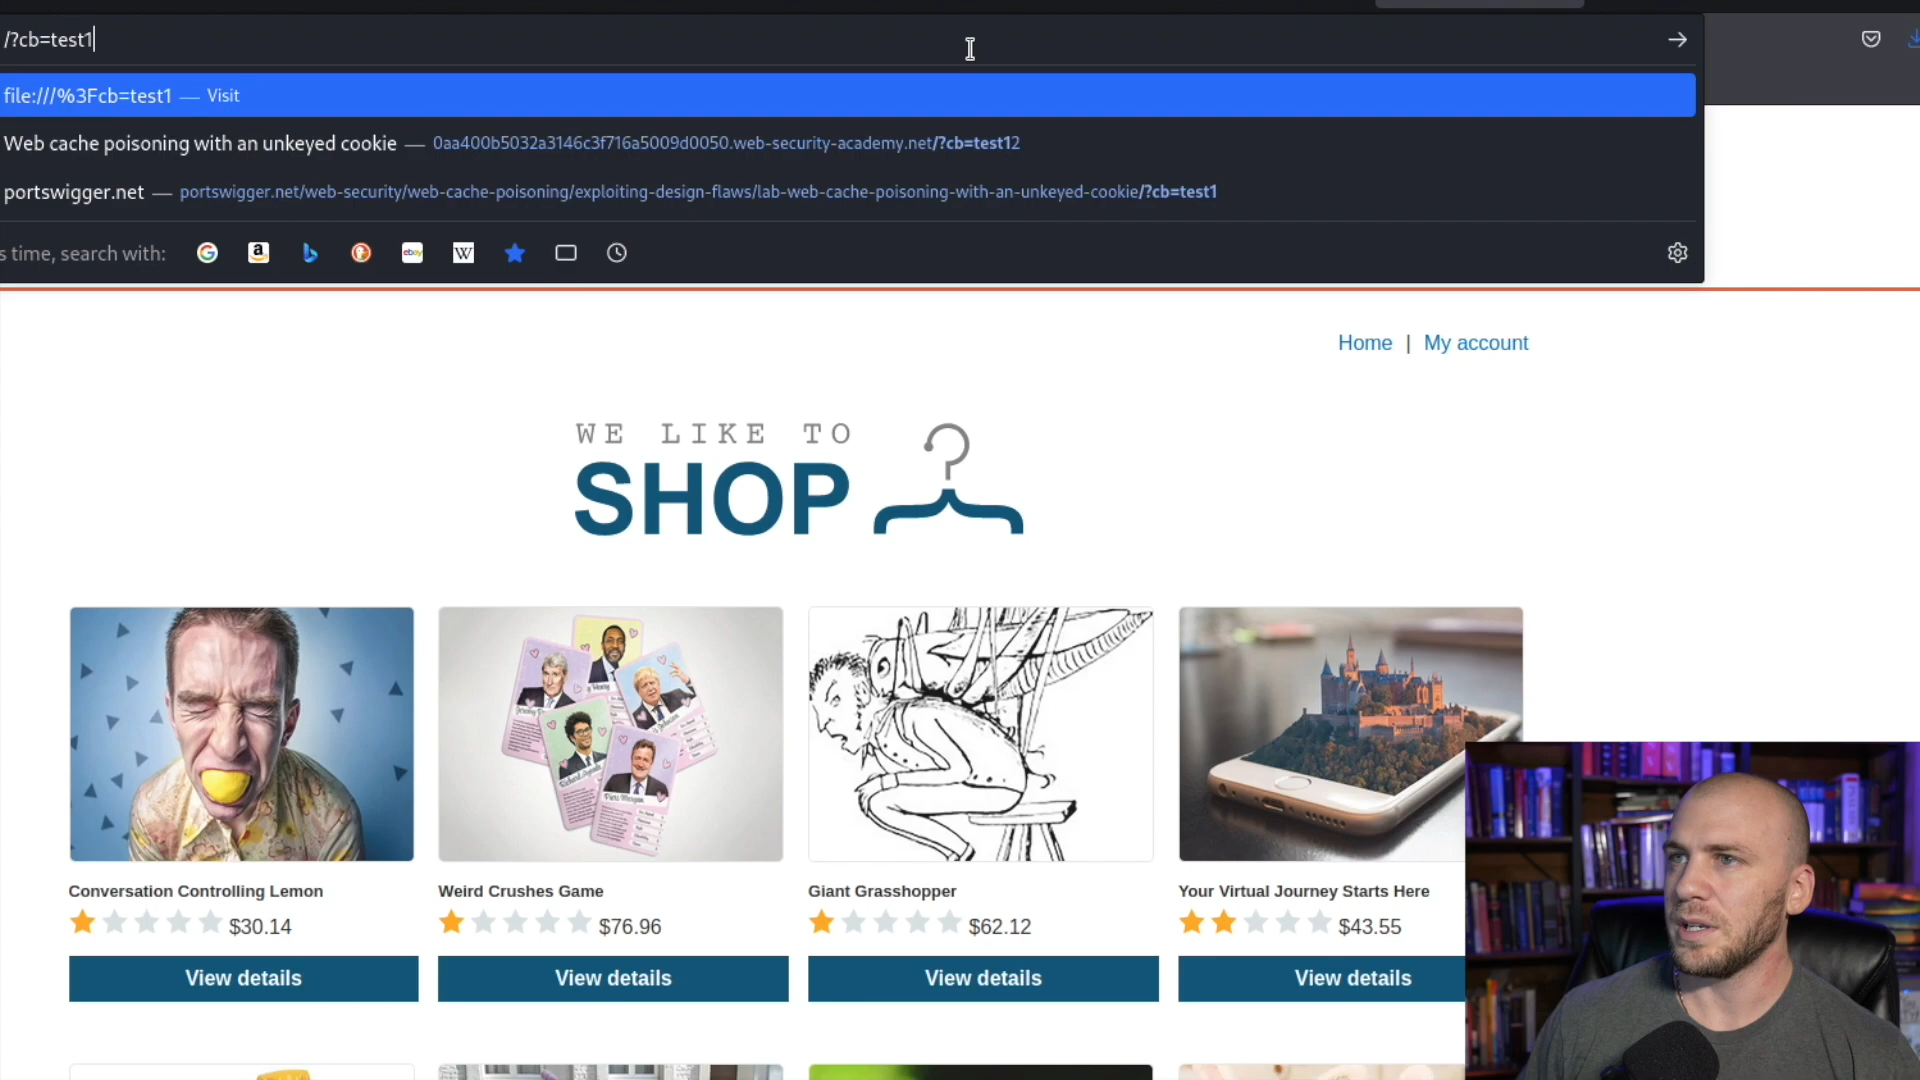 /?cb=test1
file:///%3Fcb=test1 — Visit
Web cache poisoning with an unkeyed cookie — 0aa400b5032a3146c3f716a5009d0050.web-security-academy.net/?cb=test12
portswigger.net — portswigger.net/web-security/web-cache-poisoning/exploiting-design-flaws/lab-web-cache-poisoning-with-an-unkeyed-cookie/?cb=test1
s time, search with:
Home | My account
WE LIKE TO
SHOP
Conversation Controlling Lemon
$30.14
View details
Weird Crushes Game
$76.96
View details
Giant Grasshopper
$62.12
View details
Your Virtual Journey Starts Here
$43.55
View details